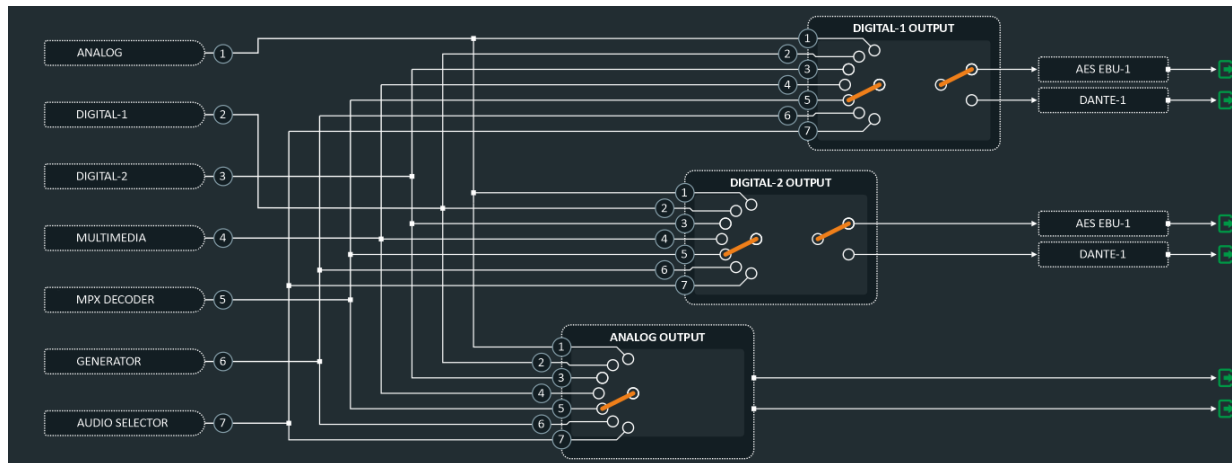 ANALOG 1
DIGITAL-1 2
DIGITAL-2 3
MULTIMEDIA 4
MPX DECODER 5
GENERATOR 6
AUDIO SELECTOR 7
DIGITAL-1 OUTPUT
1
2
3
4
5
6
7
AES EBU-1
DANTE-1
DIGITAL-2 OUTPUT
1
2
3
4
5
6
7
AES EBU-1
DANTE-1
ANALOG OUTPUT
1
2
3
4
5
6
7